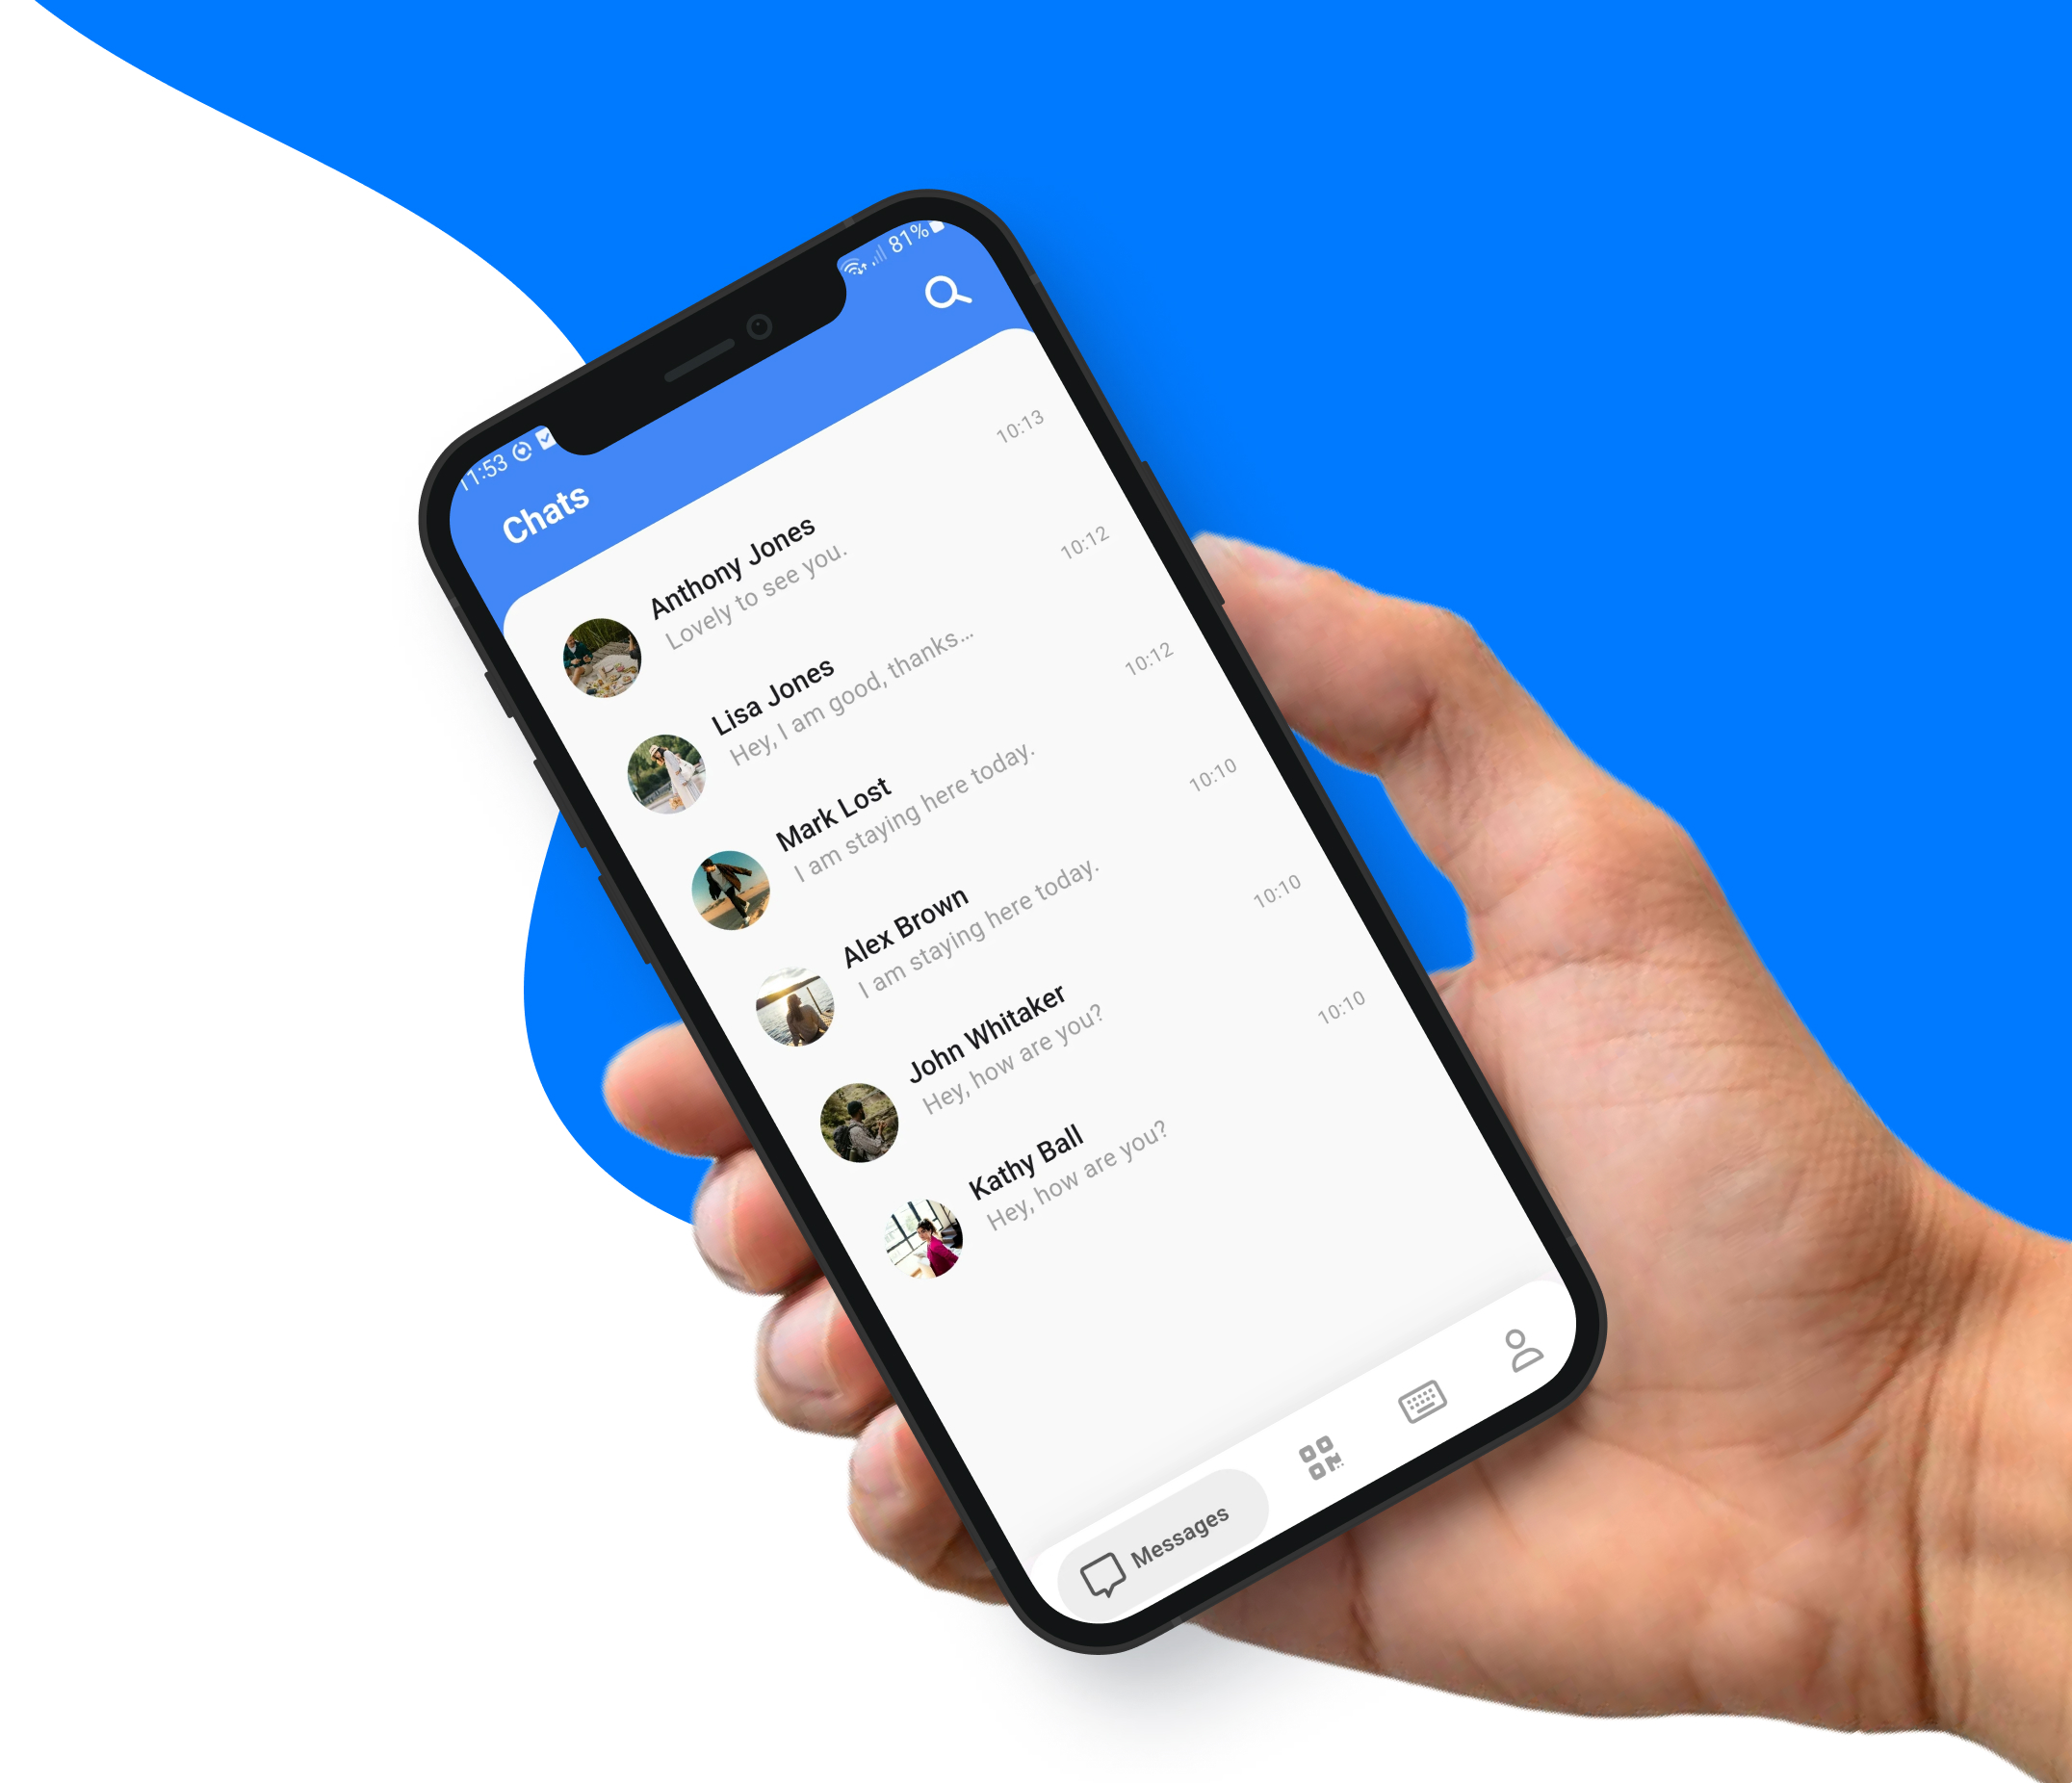 11:53
81%
Chats
Anthony Jones
10:13
Lovely to see you.
Lisa Jones
10:12
Hey, I am good, thanks...
Mark Lost
10:12
I am staying here today.
Alex Brown
10:10
I am staying here today.
John Whitaker
10:10
Hey, how are you?
Kathy Ball
10:10
Hey, how are you?
Messages